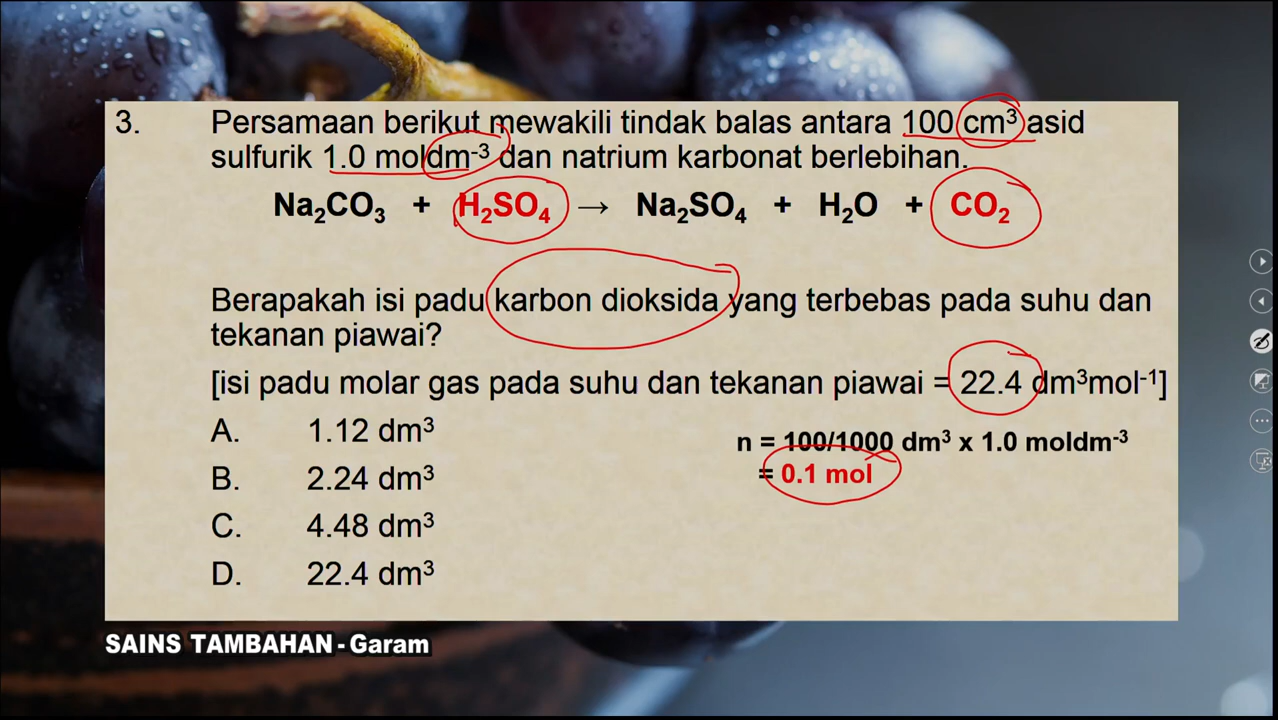 3. Persamaan berikut mewakili tindak balas antara 100 cm³ asid
sulfurik 1.0 moldm⁻³ dan natrium karbonat berlebihan.
Na₂CO₃ + H₂SO₄ → Na₂SO₄ + H₂O + CO₂
Berapakah isi padu karbon dioksida yang terbebas pada suhu dan
tekanan piawai?
[isi padu molar gas pada suhu dan tekanan piawai = 22.4 dm³mol⁻¹]
A. 1.12 dm³
B. 2.24 dm³
C. 4.48 dm³
D. 22.4 dm³
n = 100/1000 dm³ x 1.0 moldm⁻³
= 0.1 mol
SAINS TAMBAHAN - Garam